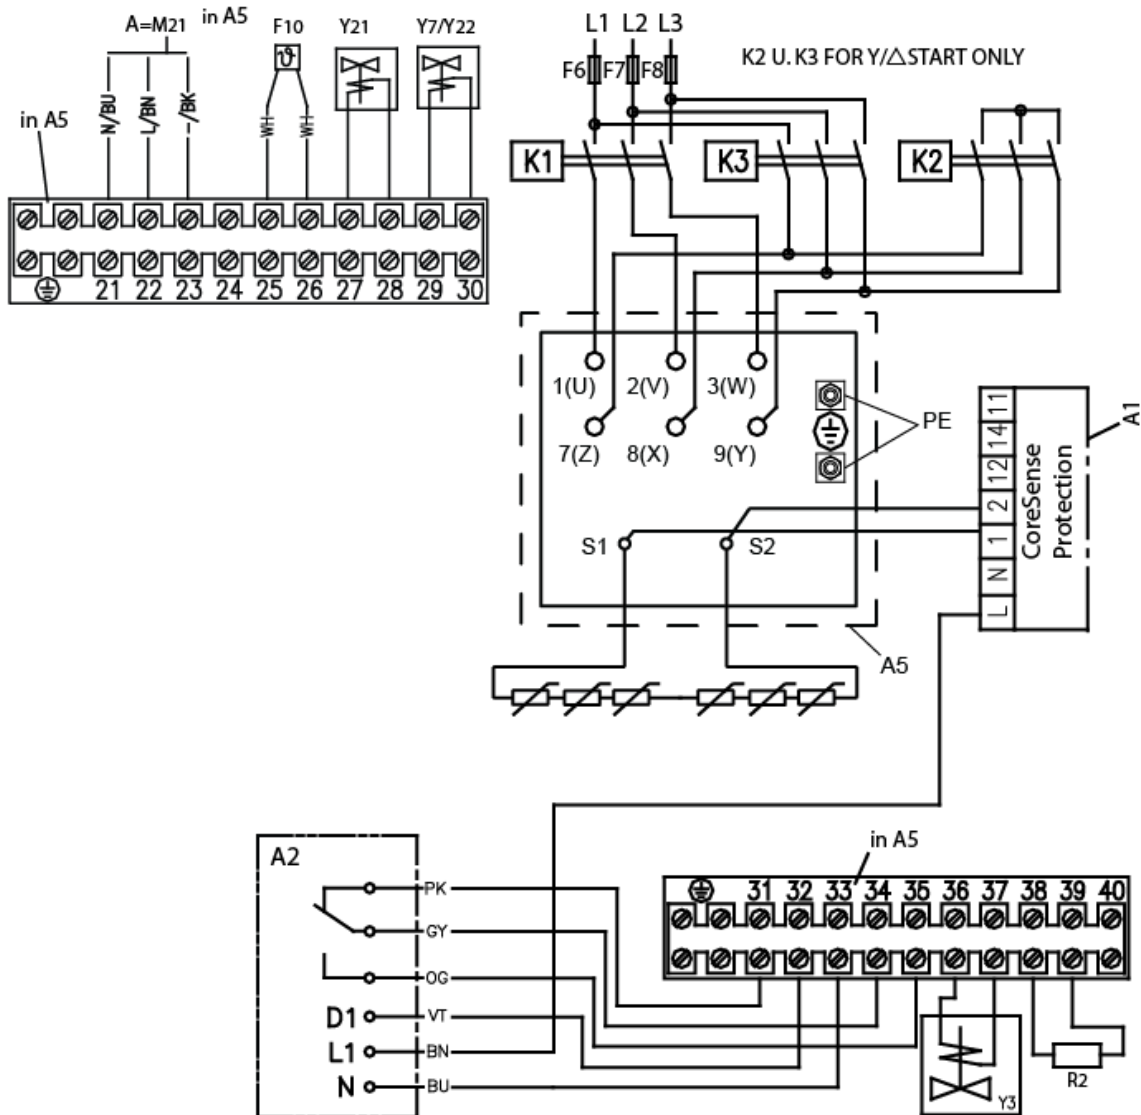 A=M21 in A5 F10 Y21 Y7/Y22
in A5
N/BU L/BN -/BK WH WH
21 22 23 24 25 26 27 28 29 30
L1 L2 L3
F6 F7 F8
K2 U. K3 FOR Y/△START ONLY
K1 K3 K2
1(U) 2(V) 3(W)
7(Z) 8(X) 9(Y)
PE
S1 S2
A5
L N 1 2 12 14 11
CoreSense
Protection
A1
A2
PK
GY
OG
D1 VT
L1 BN
N BU
in A5
31 32 33 34 35 36 37 38 39 40
Y3
R2